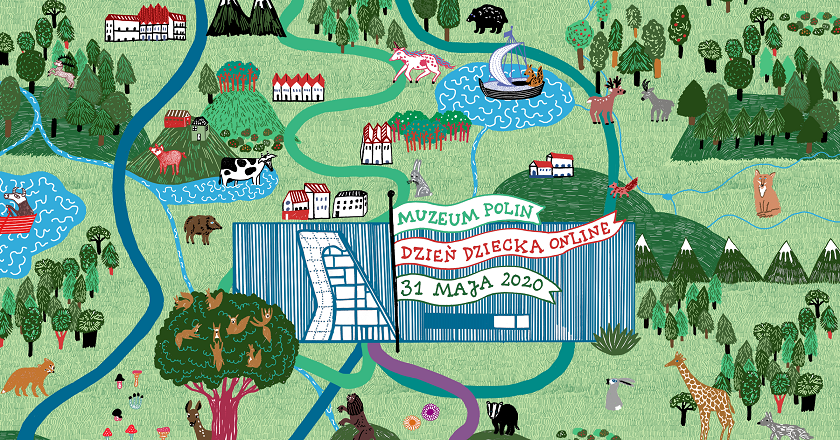 MUZEUM POLIN
DZIEŃ DZIECKA ONLINE
31 MAJA 2020